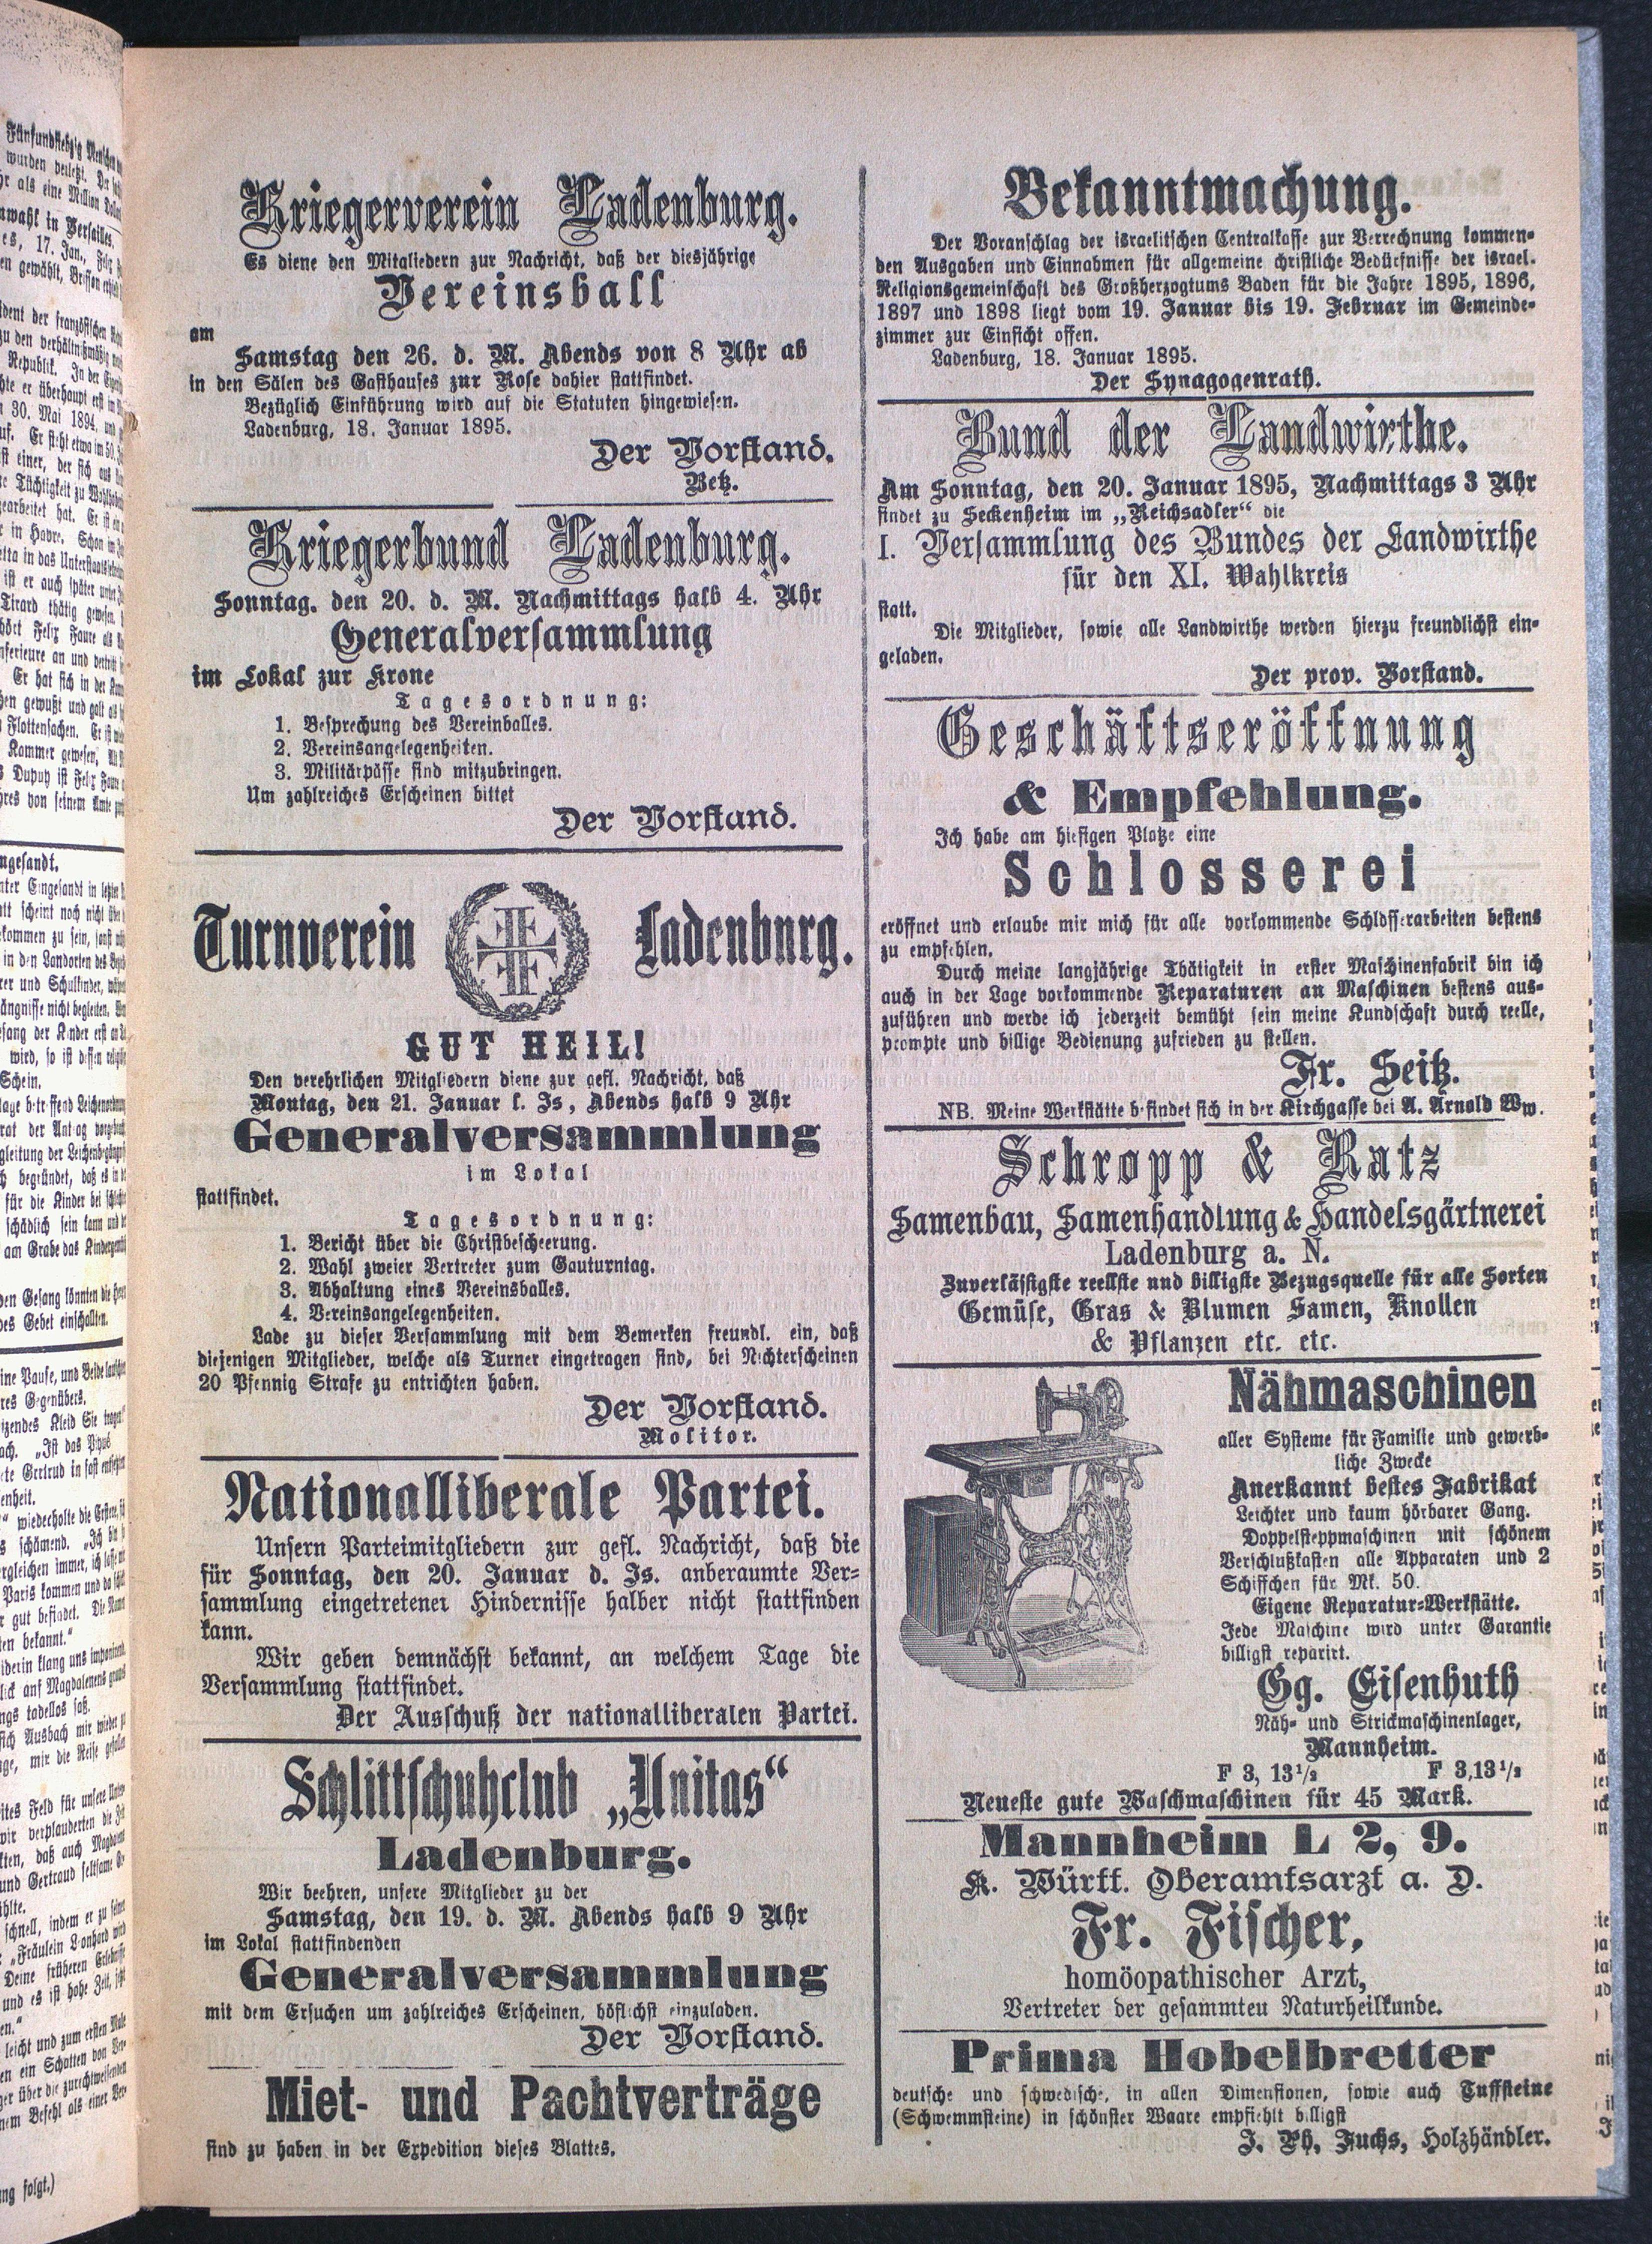 Kriegerverein Ladenburg.
Es diene den Mitgliedern zur Nachricht, daß der diesjährige
Vereinsball
am
Samstag den 26. d. M. Abends von 8 Uhr ab
in den Sälen des Gasthauses zur Rose dahier stattfindet.
Bezüglich Einführung wird auf die Statuten hingewiesen.
Ladenburg, 18. Januar 1895.
Der Vorstand.
Betz.
Kriegerbund Ladenburg.
Sonntag. den 20. d. M. Nachmittags halb 4. Uhr
Generalversammlung
im Lokal zur Krone
Tagesordnung:
1. Besprechung des Vereinballes.
2. Vereinsangelegenheiten.
3. Militärpässe sind mitzubringen.
Um zahlreiches Erscheinen bittet
Der Vorstand.
Turnverein Ladenburg.
GUT HEIL!
Den verehrlichen Mitgliedern diene zur gefl. Nachricht, daß
Montag, den 21. Januar l. Js, Abends halb 9 Uhr
Generalversammlung
im Lokal
stattfindet.
Tagesordnung:
1. Bericht über die Christbescheerung.
2. Wahl zweier Vertreter zum Gauturntag.
3. Abhaltung eines Vereinsballes.
4. Vereinsangelegenheiten.
Lade zu dieser Versammlung mit dem Bemerken freundl. ein, daß
diejenigen Mitglieder, welche als Turner eingetragen sind, bei Nichterscheinen
20 Pfennig Strafe zu entrichten haben.
Der Vorstand.
Molitor.
Nationalliberale Partei.
Unsern Parteimitgliedern zur gefl. Nachricht, daß die
für Sonntag, den 20. Januar d. Js. anberaumte Ver-
sammlung eingetretener Hindernisse halber nicht stattfinden
kann.
Wir geben demnächst bekannt, an welchem Tage die
Versammlung stattfindet.
Der Ausschuß der nationalliberalen Partei.
Schlittschuhclub „Unitas“
Ladenburg.
Wir beehren, unsere Mitglieder zu der
Samstag, den 19. d. M. Abends halb 9 Uhr
im Lokal stattfindenden
Generalversammlung
mit dem Ersuchen um zahlreiches Erscheinen, höflichst einzuladen.
Der Vorstand.
Miet- und Pachtverträge
sind zu haben in der Expedition dieses Blattes.
Bekanntmachung.
Der Voranschlag der israelitschen Centralkasse zur Verrechnung kommen-
den Ausgaben und Einnahmen für allgemeine christliche Bedürfnisse der israel.
Religionsgemeinschaft des Großherzogtums Baden für die Jahre 1895, 1896,
1897 und 1898 liegt vom 19. Januar bis 19. Februar im Gemeinde-
zimmer zur Einsicht offen.
Ladenburg, 18. Januar 1895.
Der Synagogenrath.
Bund der Landwirthe.
Am Sonntag, den 20. Januar 1895, Nachmittags 3 Uhr
findet zu Seckenheim im „Reichsadler“ die
I. Versammlung des Bundes der Landwirthe
für den XI. Wahlkreis
statt.
Die Mitglieder, sowie alle Landwirthe werden hierzu freundlichst ein-
geladen.
Der prov. Vorstand.
Geschäftseröffnung
& Empfehlung.
Ich habe am hiesigen Platze eine
Schlosserei
eröffnet und erlaube mir mich für alle vorkommende Schlosserarbeiten bestens
zu empfehlen.
Durch meine langjährige Thätigkeit in erster Maschinenfabrik bin ich
auch in der Lage vorkommende Reparaturen an Maschinen bestens aus-
zuführen und werde ich jederzeit bemüht sein meine Kundschaft durch reelle,
prompte und billige Bedienung zufrieden zu stellen.
Fr. Seitz.
NB. Meine Werkstätte befindet sich in der Kirchgasse bei A. Arnold Ww.
Schropp & Katz
Samenbau, Samenhandlung & Handelsgärtnerei
Ladenburg a. N.
Zuverlässigste reellste und billigste Bezugsquelle für alle Sorten
Gemüse, Gras & Blumen Samen, Knollen
& Pflanzen etc. etc.
Nähmaschinen
aller Systeme für Familie und gewerb-
liche Zwecke
Anerkannt bestes Fabrikat
Leichter und kaum hörbarer Gang.
Doppelsteppmaschinen mit schönem
Verschlußkasten alle Apparaten und 2
Schiffchen für Mk. 50.
Eigene Reparatur-Werkstätte.
Jede Maschine wird unter Garantie
billigst reparirt.
Gg. Eisenhuth
Näh- und Strickmaschinenlager,
Mannheim.
F 3, 13½ F 3,13½
Neueste gute Waschmaschinen für 45 Mark.
Mannheim L 2, 9.
K. Württ. Oberamtsarzt a. D.
Fr. Fischer,
homöopathischer Arzt,
Vertreter der gesammten Naturheilkunde.
Prima Hobelbretter
deutsche und schwedische, in allen Dimensionen, sowie auch Tuffsteine
(Schwemmsteine) in schönster Waare empfiehlt billigst
J. Ph. Fuchs, Holzhändler.